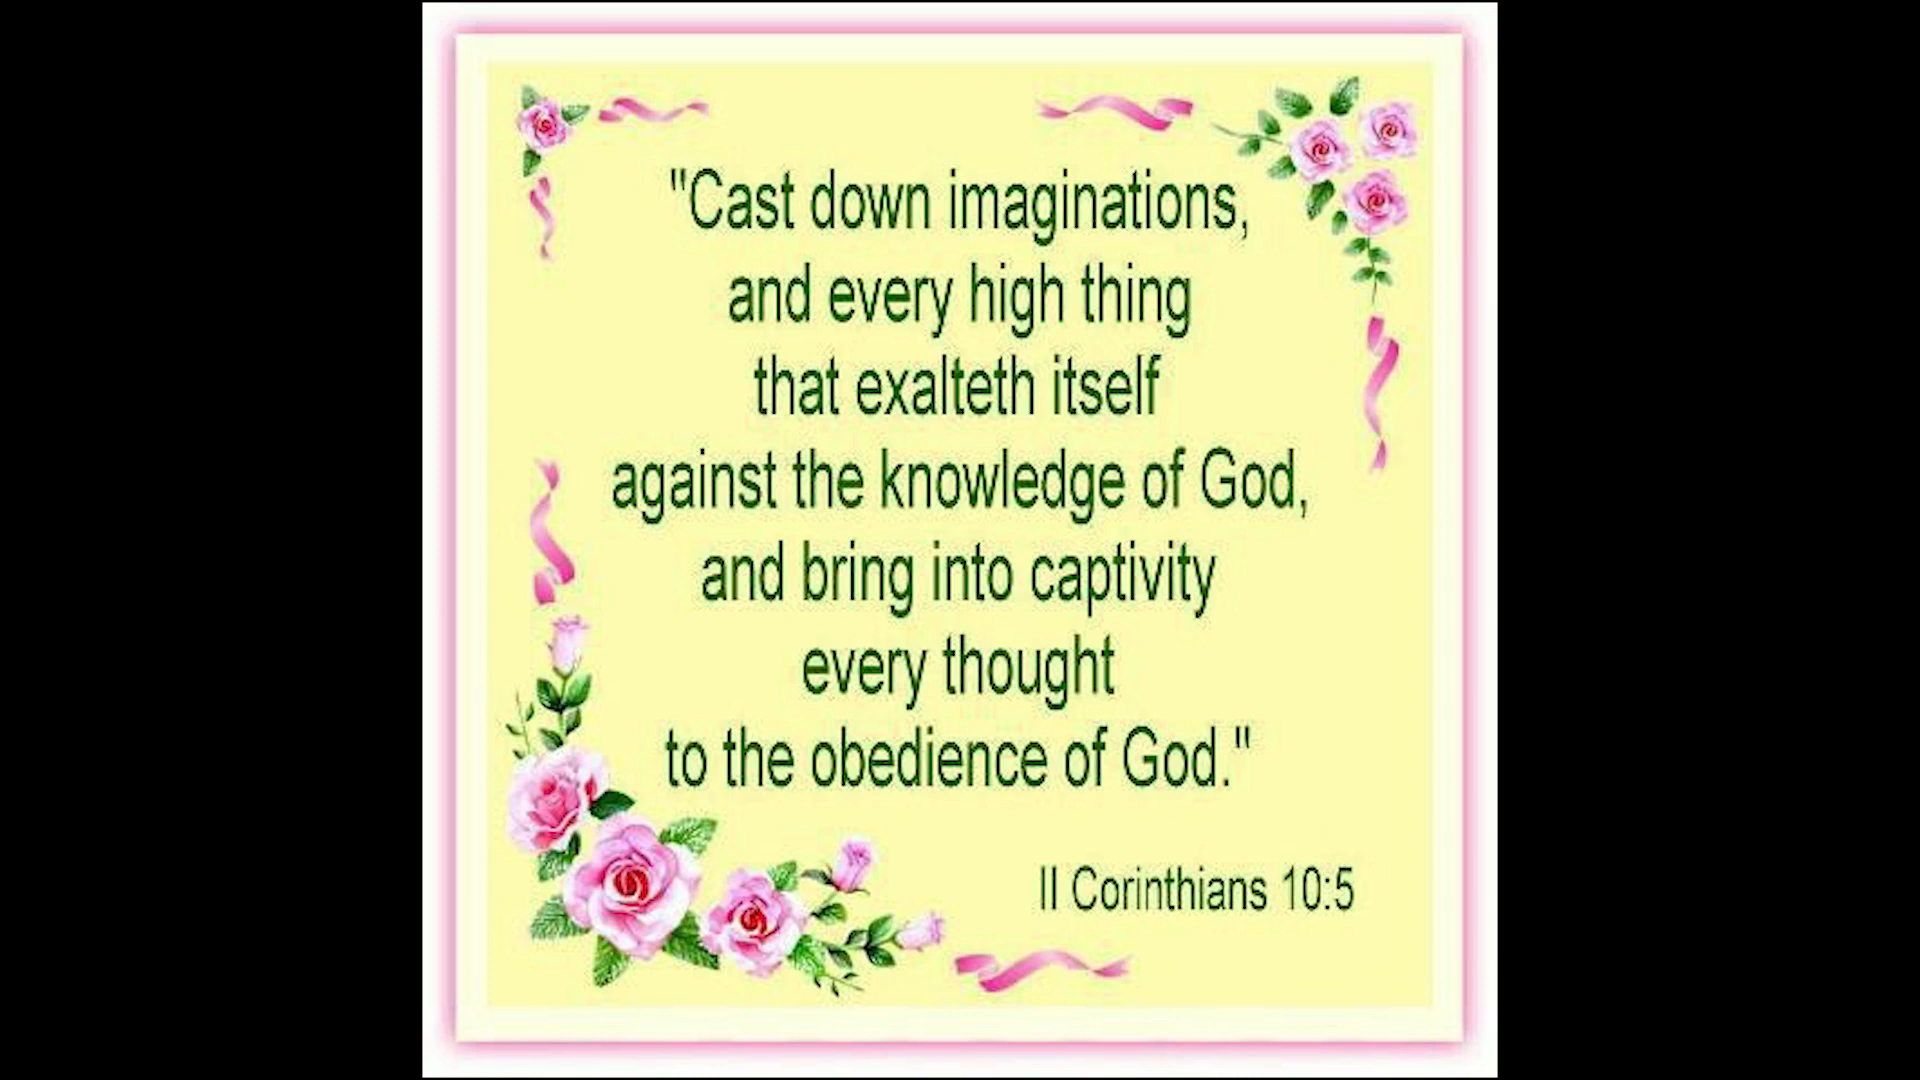 "Cast down imaginations,
and every high thing
that exalteth itself
against the knowledge of God,
and bring into captivity
every thought
to the obedience of God."
II Corinthians 10:5